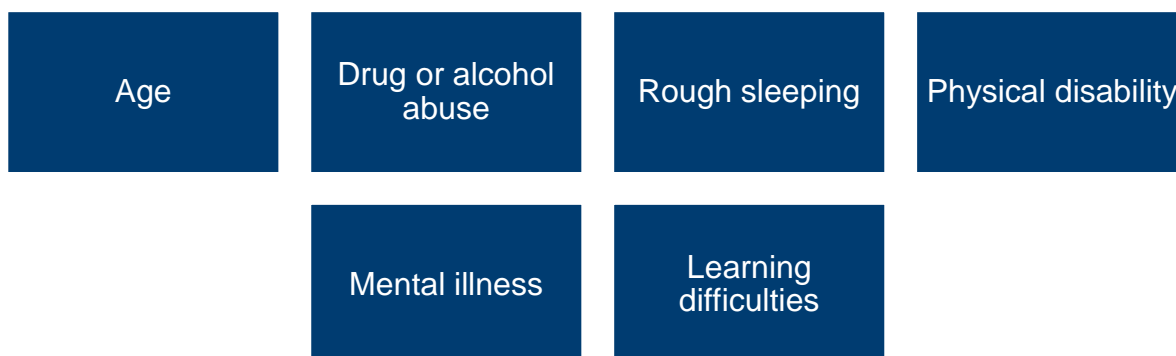 Age
Drug or alcohol
abuse
Rough sleeping
Physical disability
Mental illness
Learning
difficulties